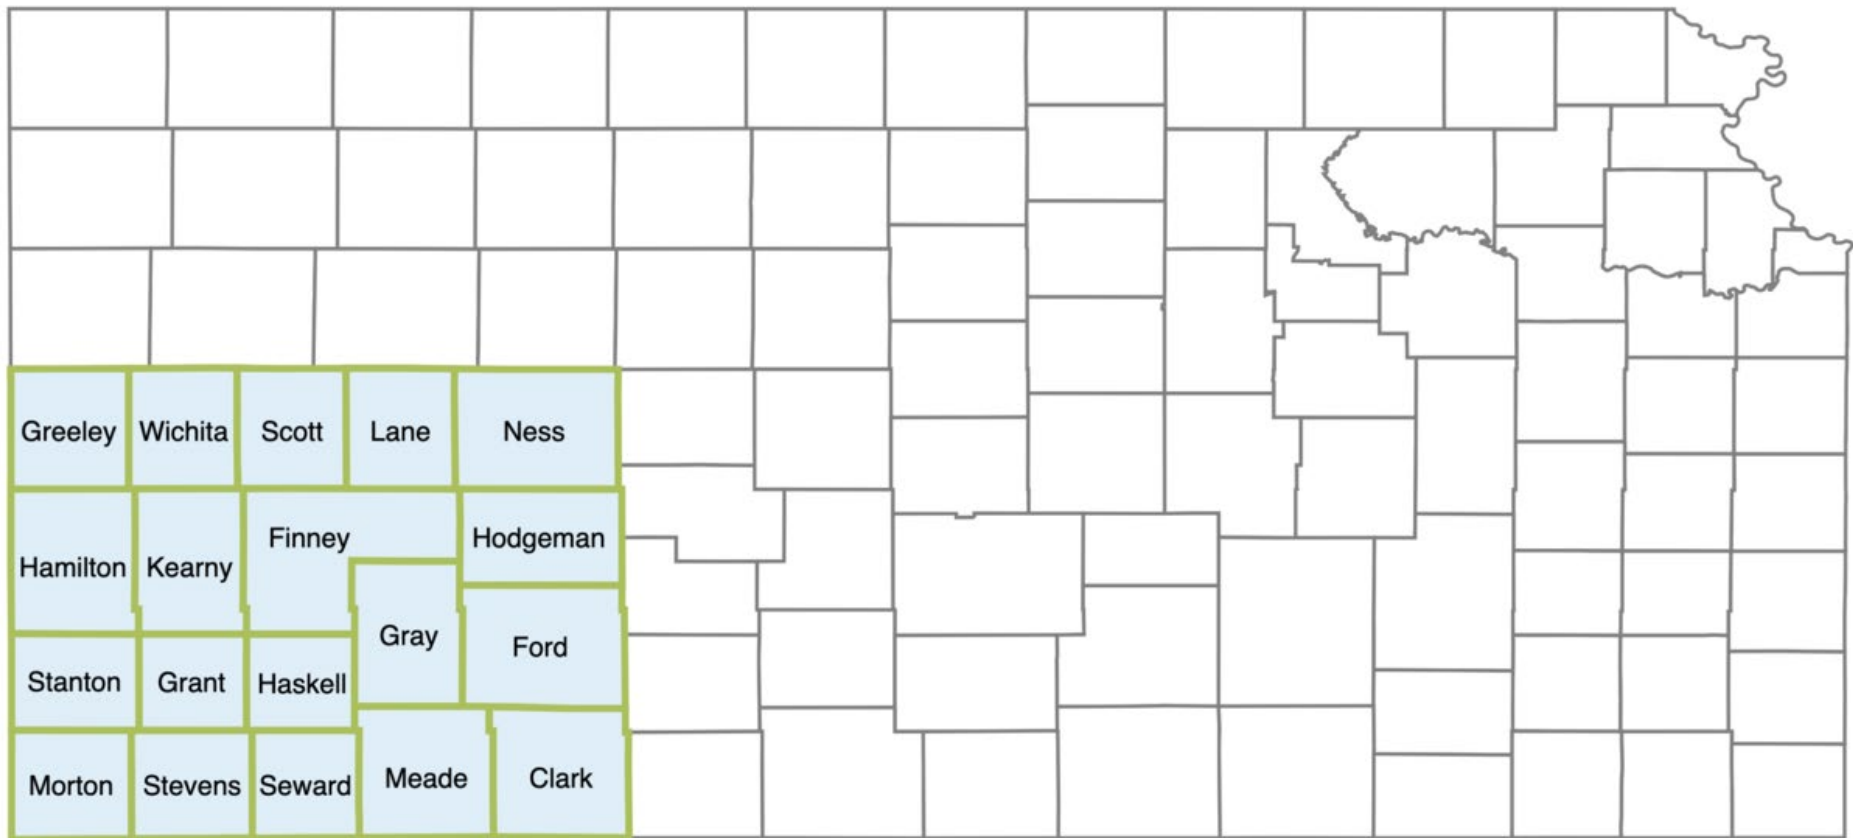 Greeley
Wichita
Scott
Lane
Ness
Hamilton
Kearny
Finney
Hodgeman
Gray
Ford
Stanton
Grant
Haskell
Morton
Stevens
Seward
Meade
Clark